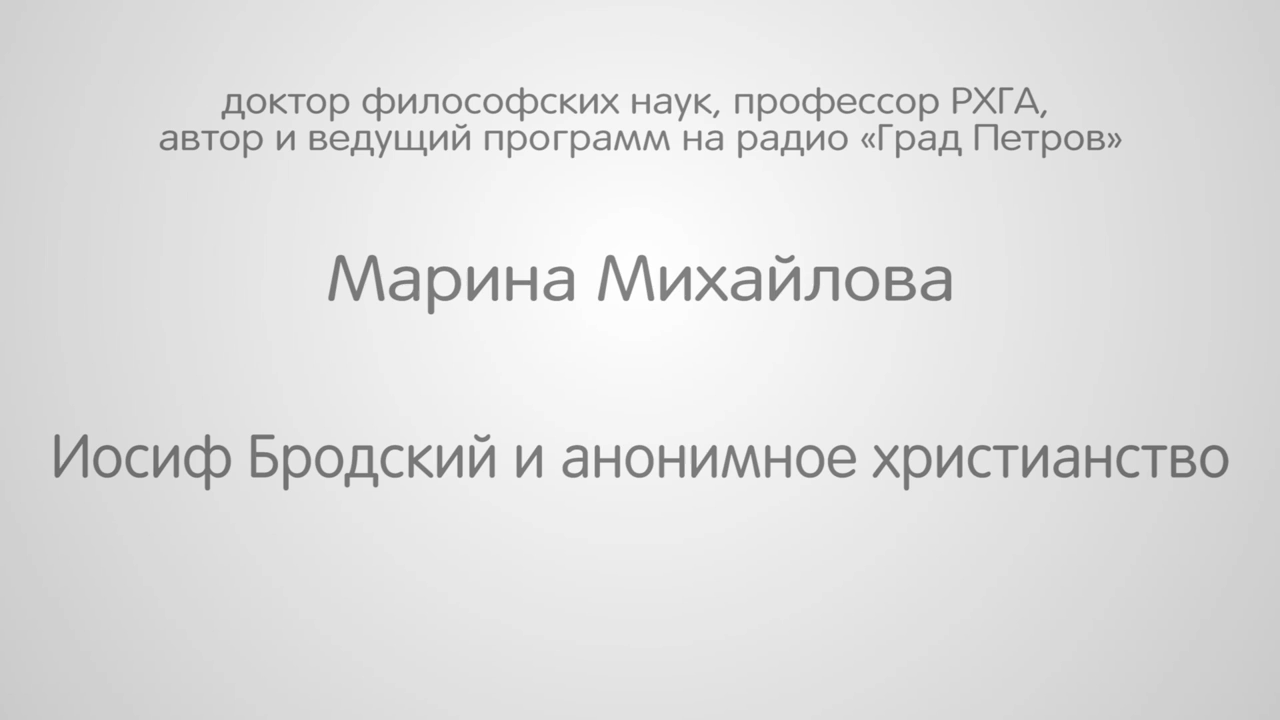 доктор философских наук, профессор РХГА,
автор и ведущий программ на радио «Град Петров»
Марина Михайлова
Иосиф Бродский и анонимное христианство